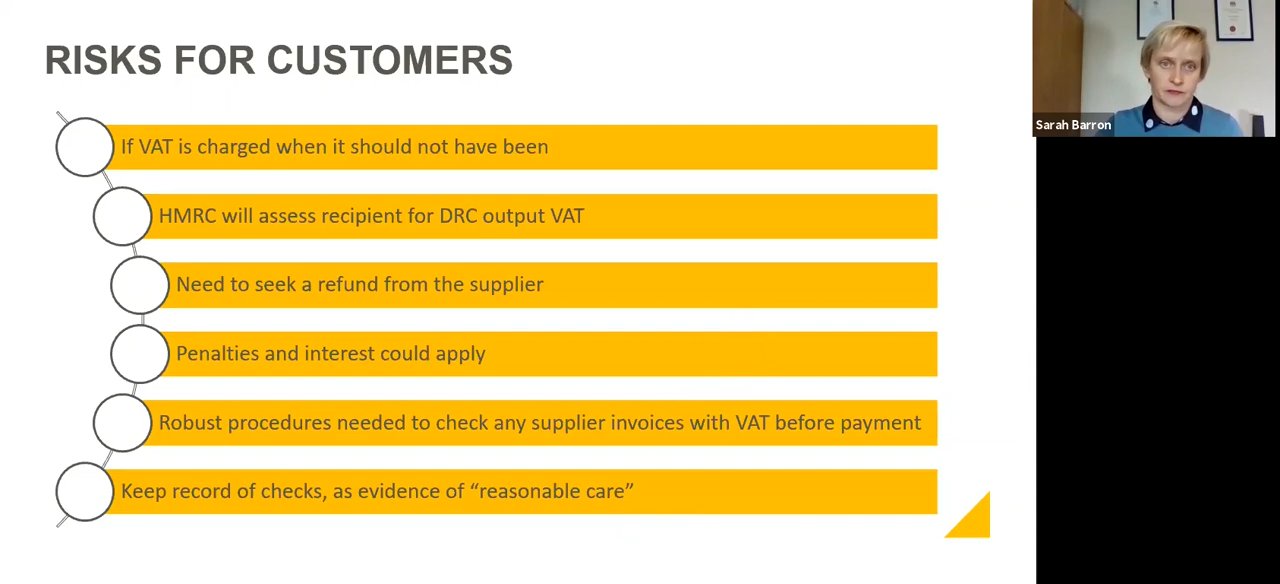 RISKS FOR CUSTOMERS
If VAT is charged when it should not have been
HMRC will assess recipient for DRC output VAT
Need to seek a refund from the supplier
Penalties and interest could apply
Robust procedures needed to check any supplier invoices with VAT before payment
Keep record of checks, as evidence of “reasonable care”
Sarah Barron